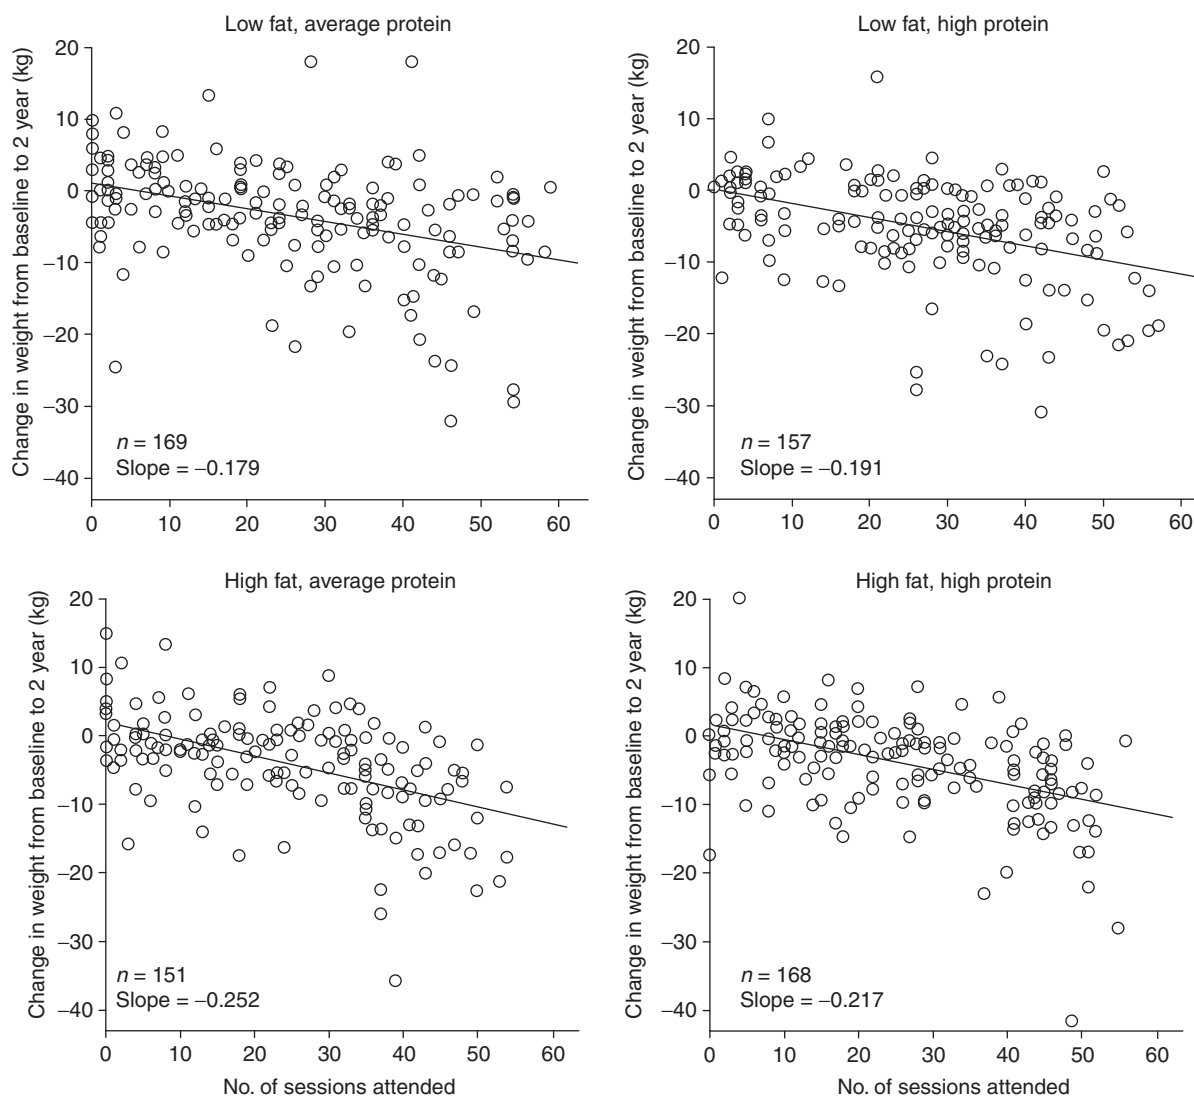 Low fat, average protein
Change in weight from baseline to 2 year (kg)
20
10
0
−10
−20
−30
−40
n = 169
Slope = −0.179
0 10 20 30 40 50 60
Low fat, high protein
Change in weight from baseline to 2 year (kg)
20
10
0
−10
−20
−30
−40
n = 157
Slope = −0.191
0 10 20 30 40 50 60
High fat, average protein
Change in weight from baseline to 2 year (kg)
20
10
0
−10
−20
−30
−40
n = 151
Slope = −0.252
0 10 20 30 40 50 60
No. of sessions attended
High fat, high protein
Change in weight from baseline to 2 year (kg)
20
10
0
−10
−20
−30
−40
n = 168
Slope = −0.217
0 10 20 30 40 50 60
No. of sessions attended